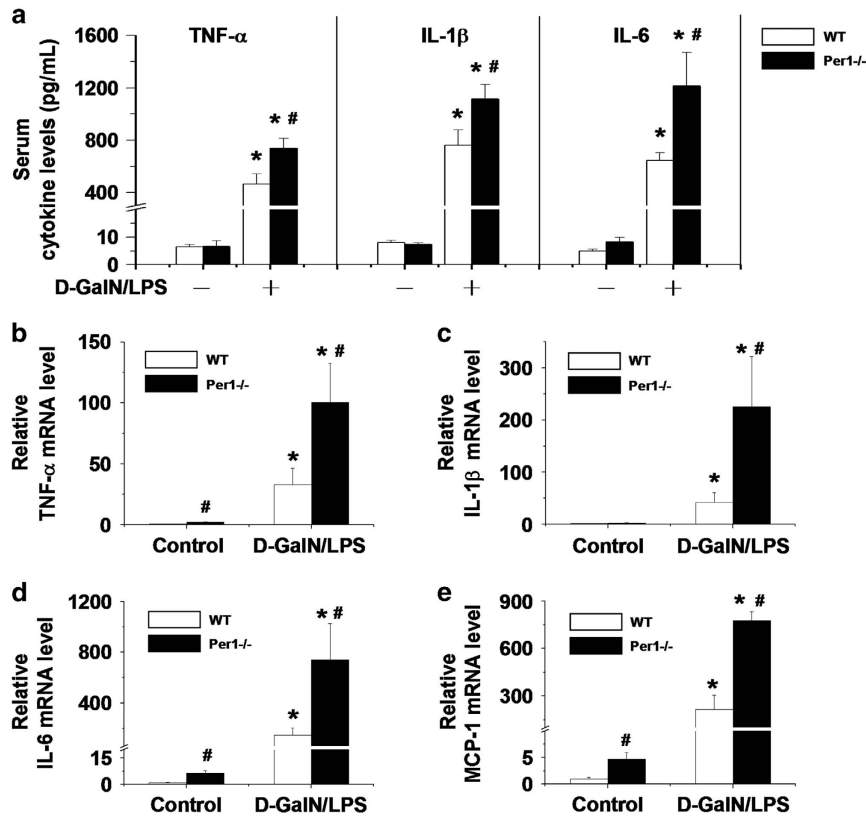 a
TNF-α IL-1β IL-6
WT
Per1-/-
Serum
cytokine levels (pg/mL)
1600
1200
800
400
10
5
0
* * #
* * #
* * #
D-GalN/LPS − + − + − +
b
Relative
TNF-α mRNA level
150
100
50
0
WT
Per1-/-
#
*
* #
Control D-GalN/LPS
c
Relative
IL-1β mRNA level
300
225
150
75
0
WT
Per1-/-
*
* #
Control D-GalN/LPS
d
Relative
IL-6 mRNA level
1200
800
400
15
0
WT
Per1-/-
#
*
* #
Control D-GalN/LPS
e
Relative
MCP-1 mRNA level
900
600
300
5
0
WT
Per1-/-
#
*
* #
Control D-GalN/LPS